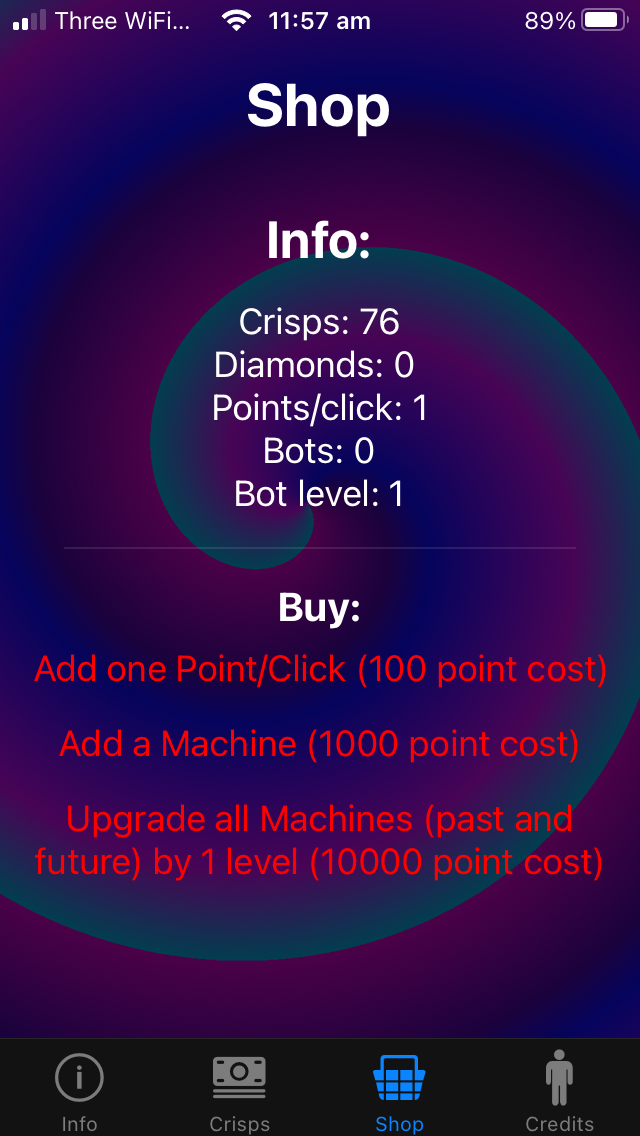 Three WiFi... 11:57 am 89%
Shop
Info:
Crisps: 76
Diamonds: 0
Points/click: 1
Bots: 0
Bot level: 1
Buy:
Add one Point/Click (100 point cost)
Add a Machine (1000 point cost)
Upgrade all Machines (past and
future) by 1 level (10000 point cost)
Info Crisps Shop Credits